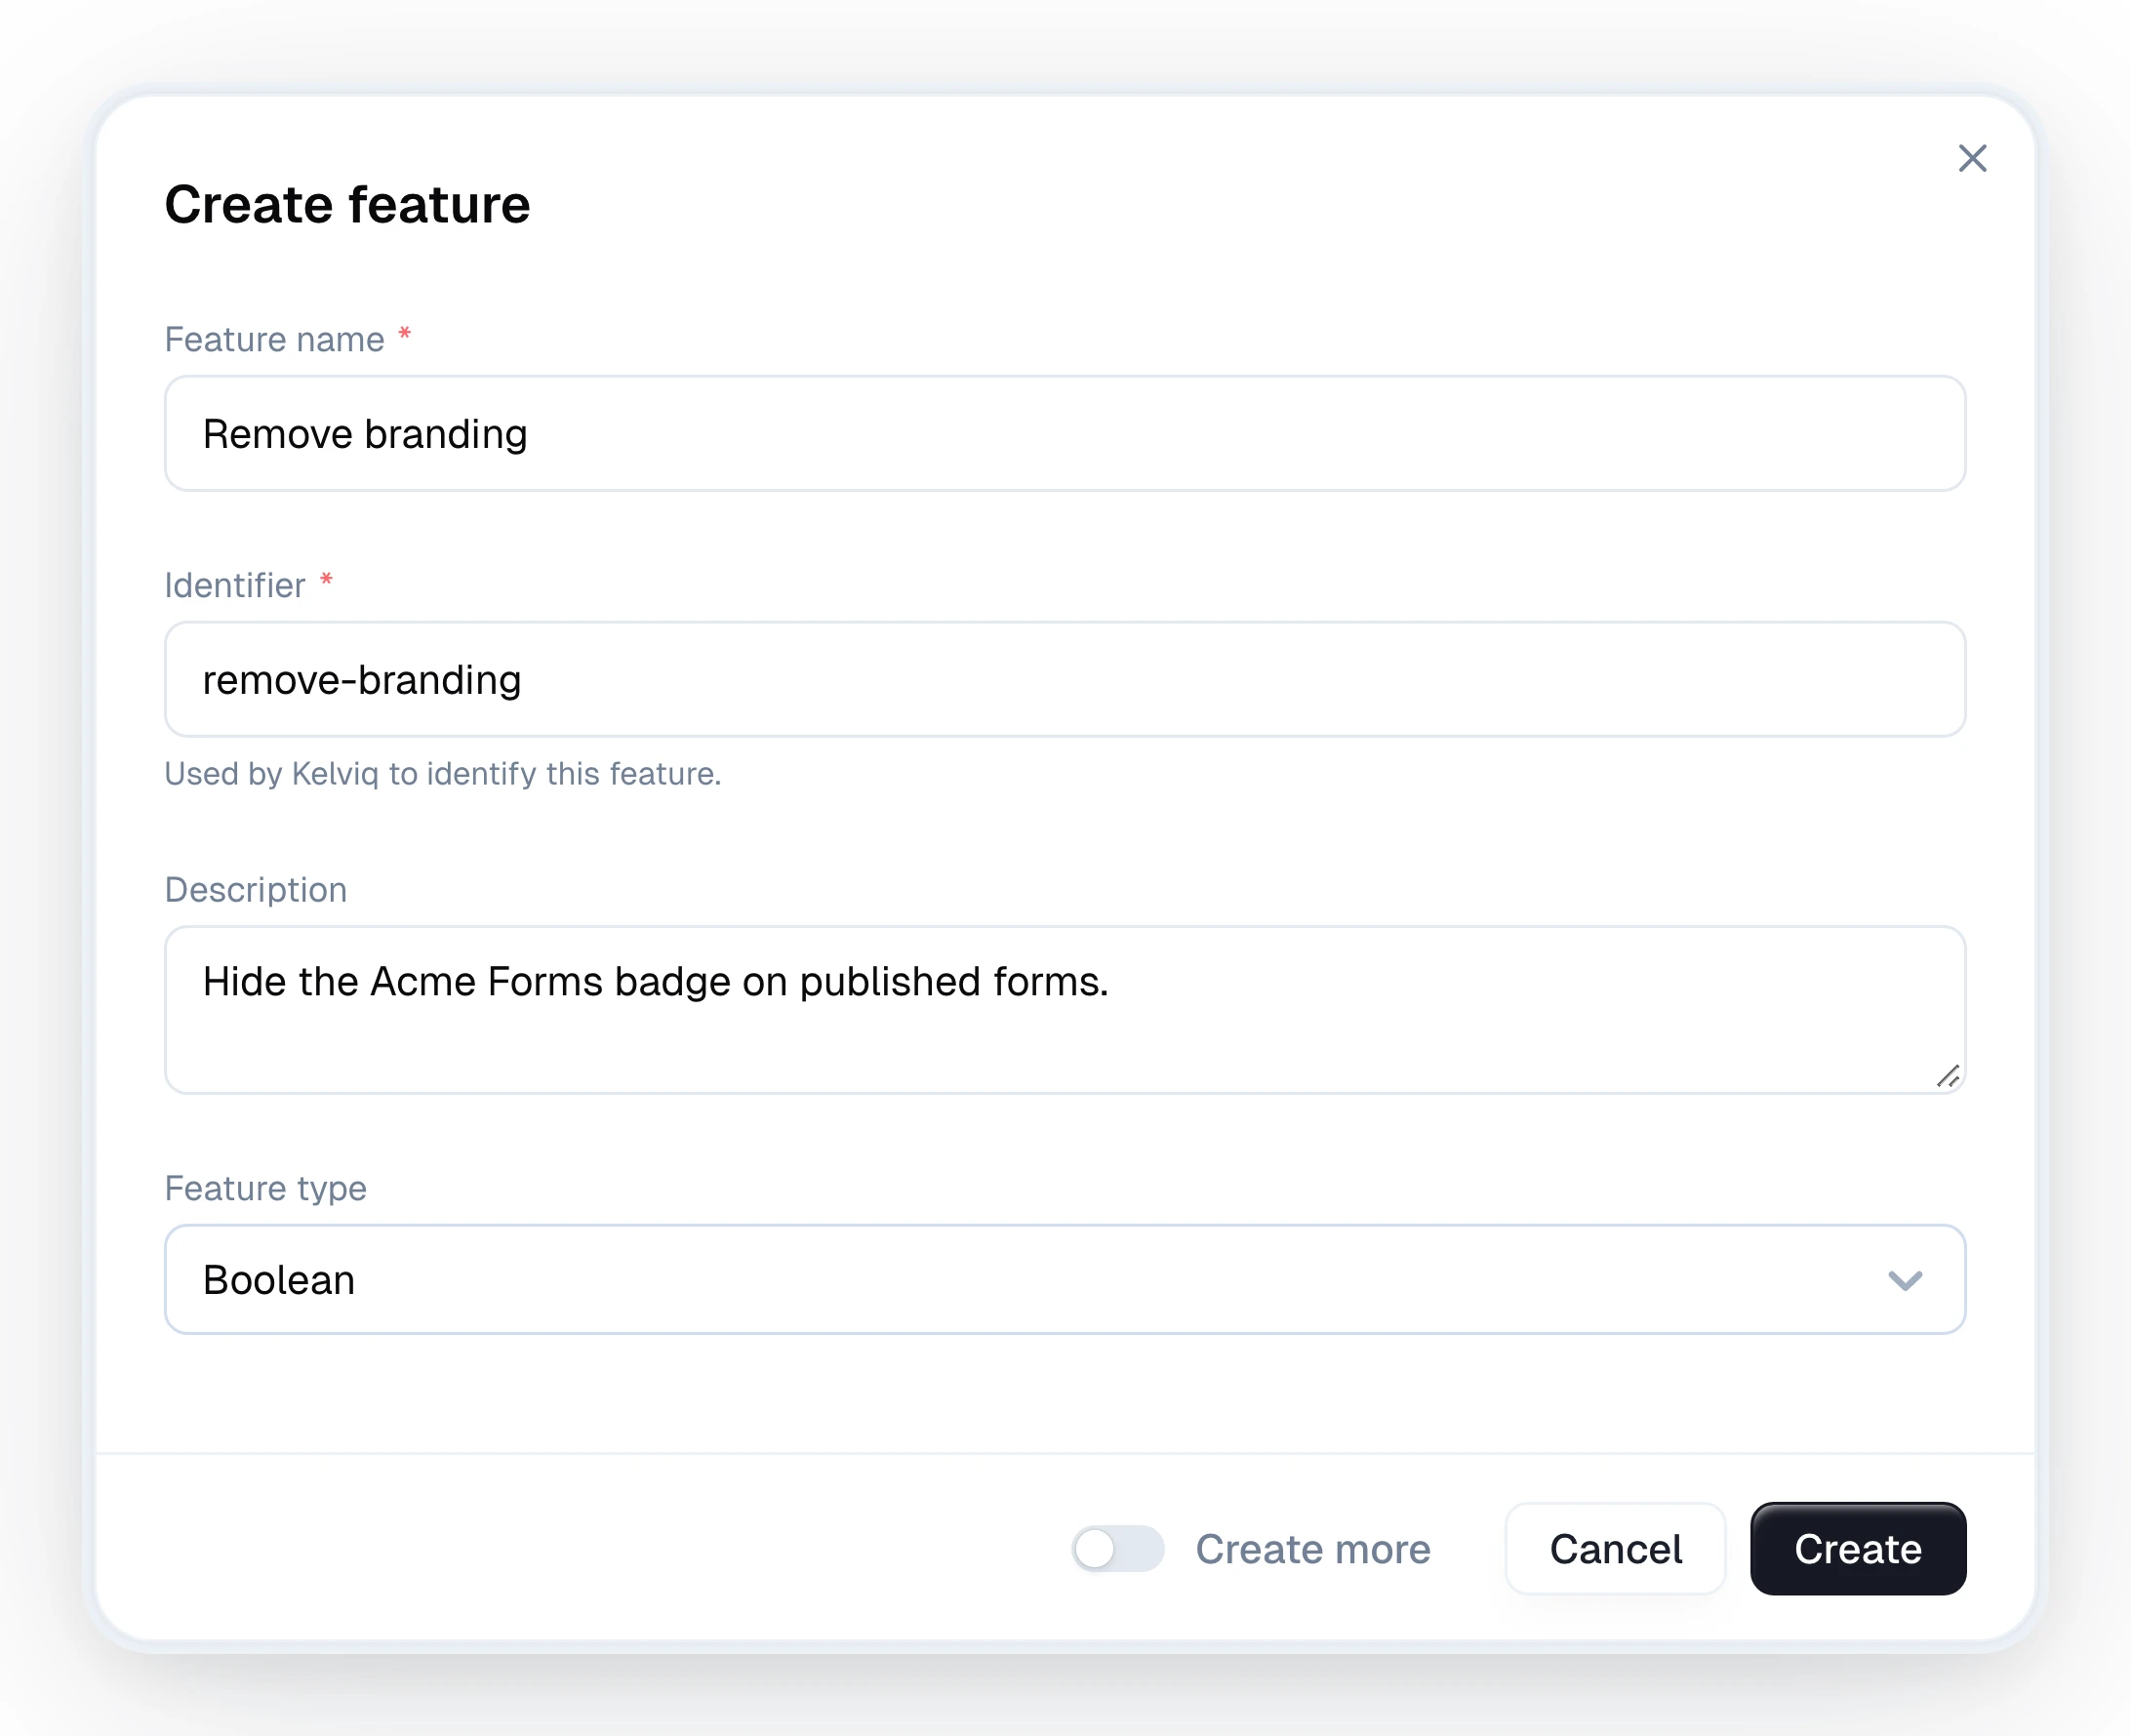 Create feature
Feature name *
Remove branding
Identifier *
remove-branding
Used by Kelviq to identify this feature.
Description
Hide the Acme Forms badge on published forms.
Feature type
Boolean
Create more
Cancel
Create